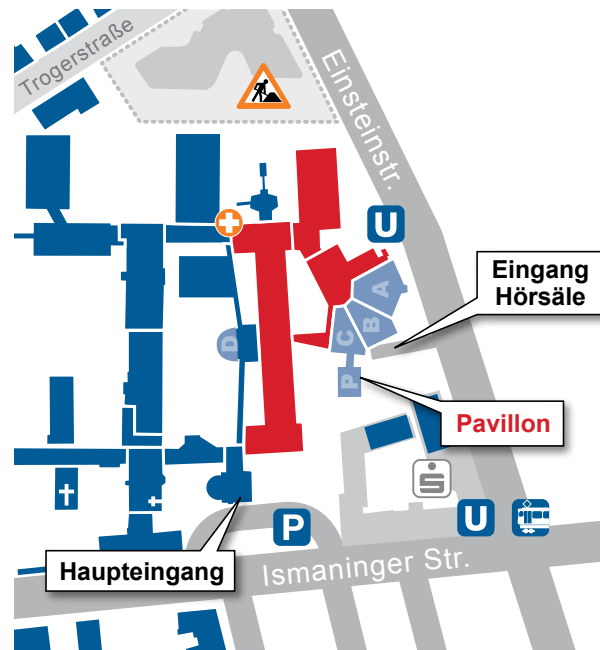 Trogerstraße
Einsteinstr.
U
Eingang
Hörsäle
A
B
C
D
P
Pavillon
S
U
P
Haupteingang
Ismaninger Str.